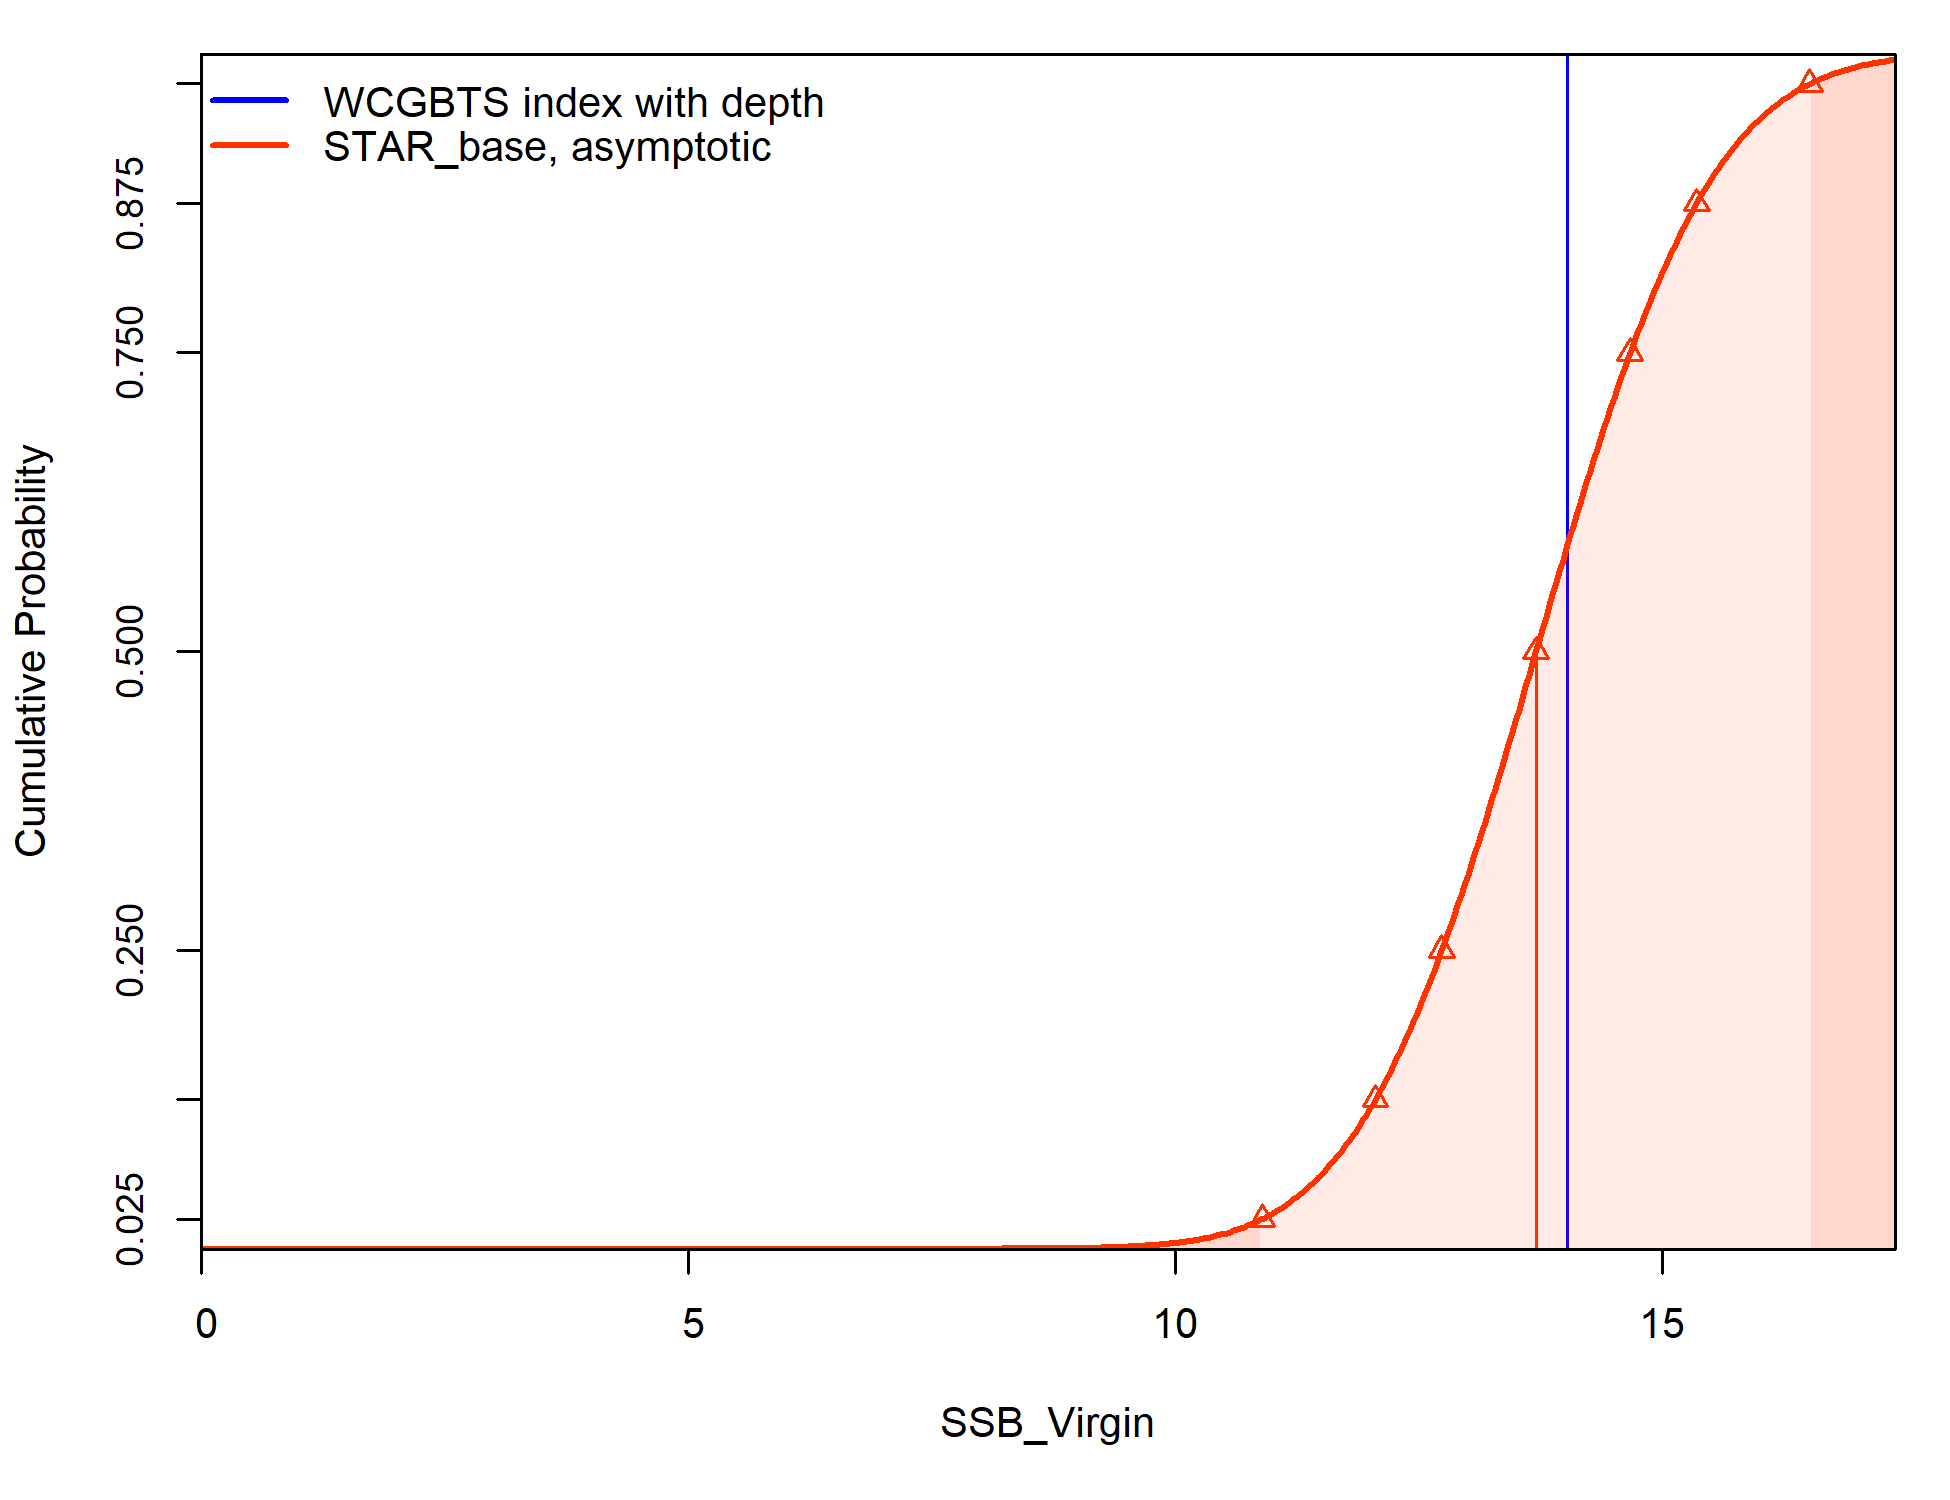 WCGBTS index with depth
STAR_base, asymptotic
Cumulative Probability
0.875
0.750
0.500
0.250
0.025
0 5 10 15
SSB_Virgin